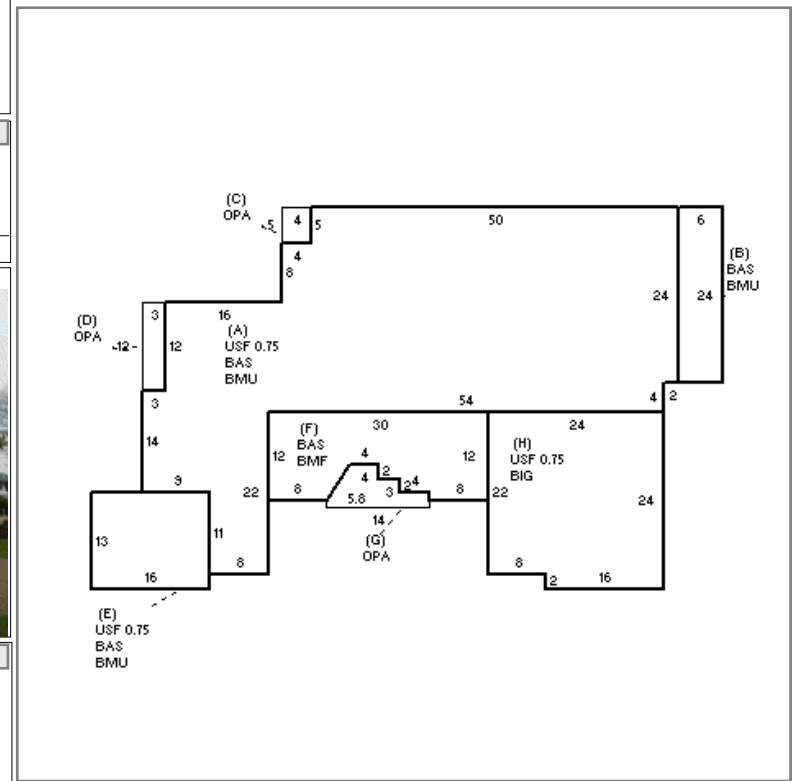 (C)
OPA
5
4
5
50
6
4
8
(B)
BAS
BMU
24
24
3
16
(D)
OPA
12
12
(A)
USF 0.75
BAS
BMU
3
54
4
2
14
30
24
(F)
BAS
BMF
12
4
12
(H)
USF 0.75
BIG
9
4
2
2
4
3
22
8
5.8
8
22
24
13
11
14
(G)
OPA
16
8
8
2
16
(E)
USF 0.75
BAS
BMU